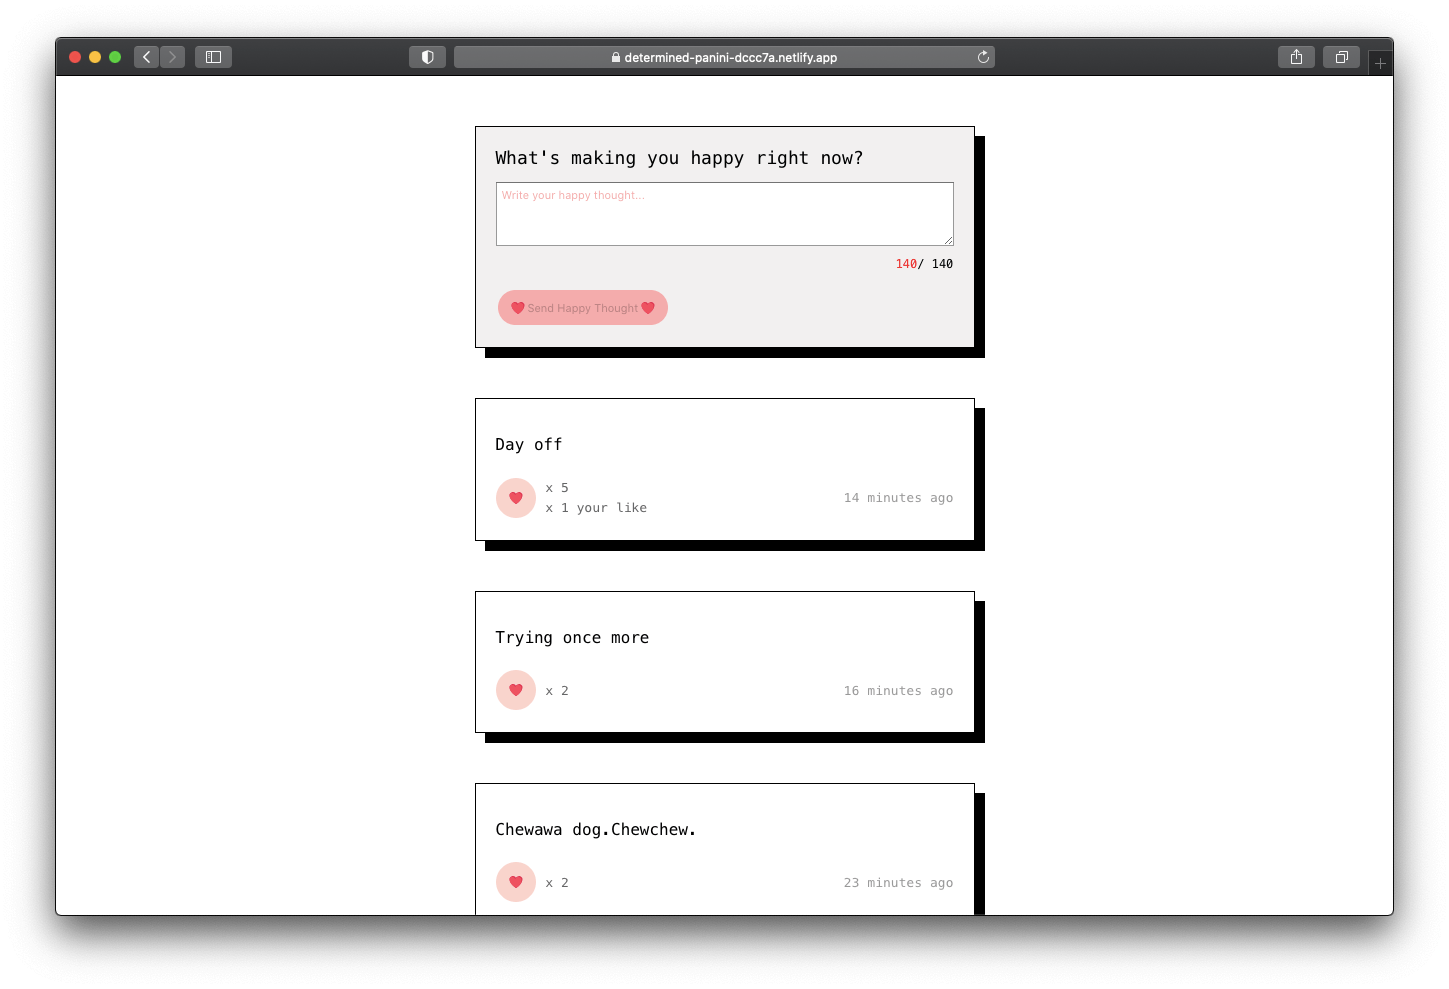 determined-panini-dccc7a.netlify.app
What's making you happy right now?
Write your happy thought...
140/ 140
Send Happy Thought
Day off
x 5
x 1 your like
14 minutes ago
Trying once more
x 2
16 minutes ago
Chewawa dog.Chewchew.
x 2
23 minutes ago